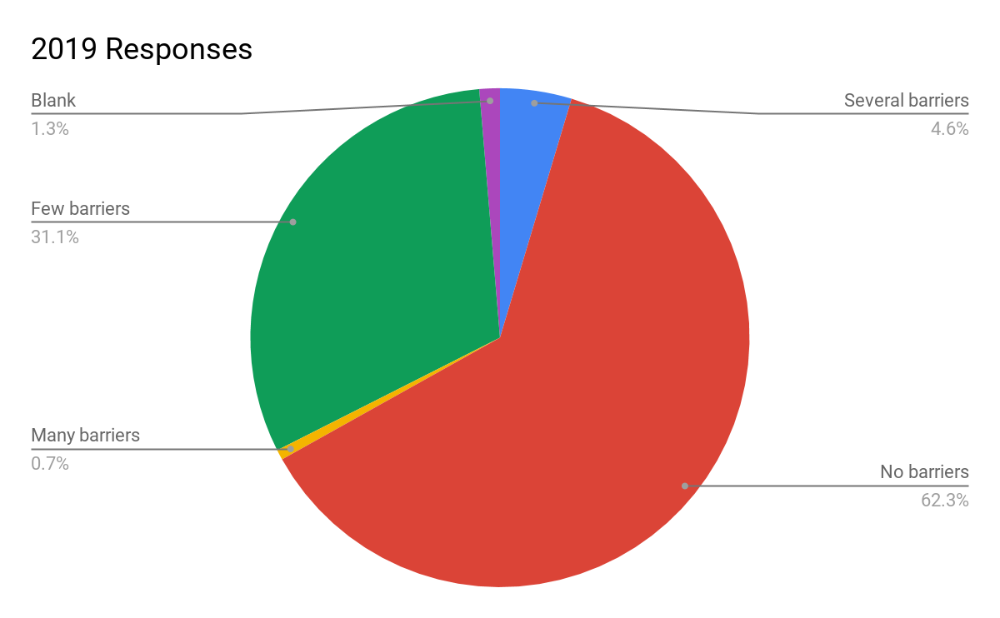 2019 Responses
Blank
1.3%
Several barriers
4.6%
Few barriers
31.1%
Many barriers
0.7%
No barriers
62.3%